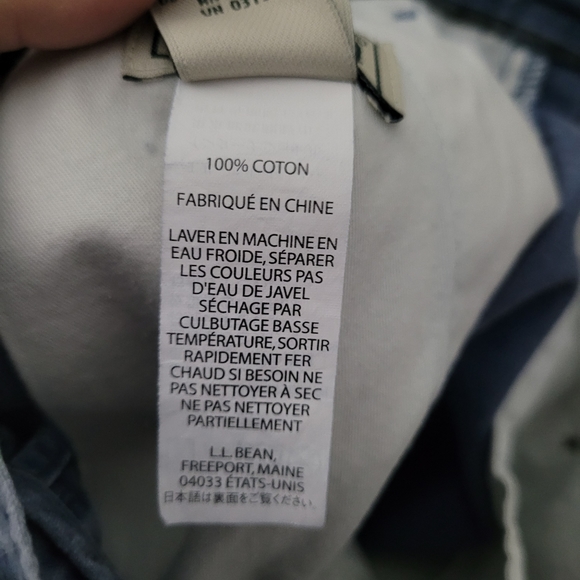 100% COTON
FABRIQUÉ EN CHINE
LAVER EN MACHINE EN
EAU FROIDE, SÉPARER
LES COULEURS PAS
D'EAU DE JAVEL
SÉCHAGE PAR
CULBUTAGE BASSE
TEMPÉRATURE, SORTIR
RAPIDEMENT FER
CHAUD SI BESOIN NE
PAS NETTOYER À SEC
NE PAS NETTOYER
PARTIELLEMENT
L.L. BEAN,
FREEPORT, MAINE
04033 ÉTATS-UNIS
日本語は裏面をご覧ください。